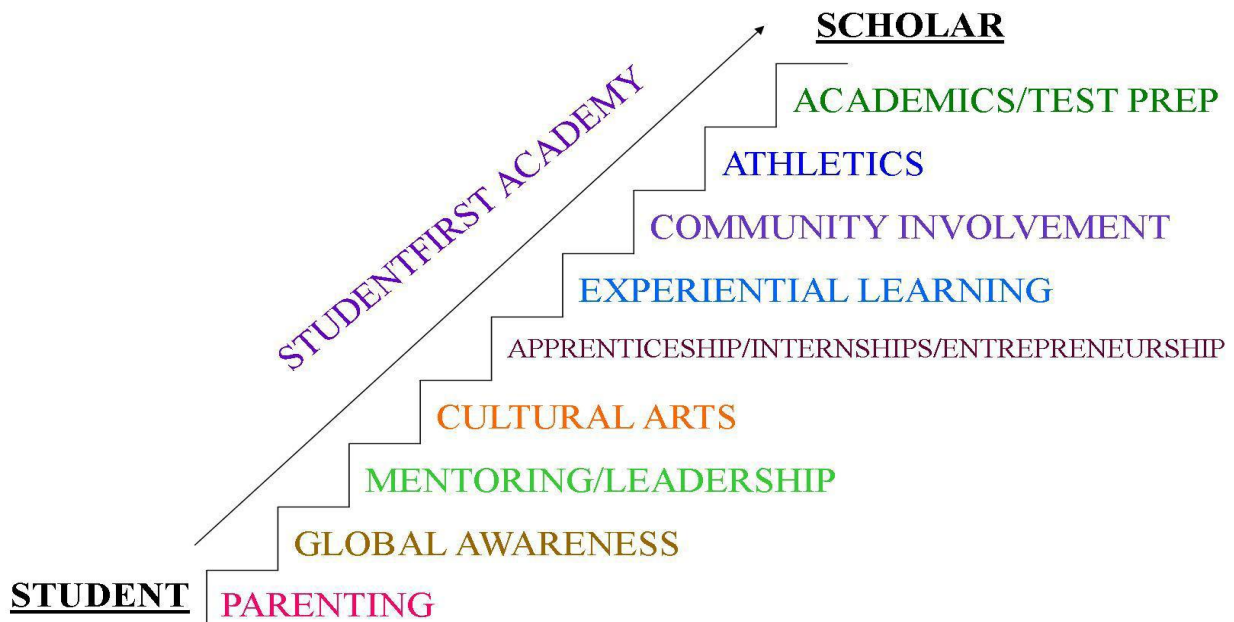 SCHOLAR
ACADEMICS/TEST PREP
ATHLETICS
STUDENTFIRST ACADEMY
COMMUNITY INVOLVEMENT
EXPERIENTIAL LEARNING
APPRENTICESHIP/INTERNSHIPS/ENTREPRENEURSHIP
CULTURAL ARTS
MENTORING/LEADERSHIP
GLOBAL AWARENESS
STUDENT
PARENTING